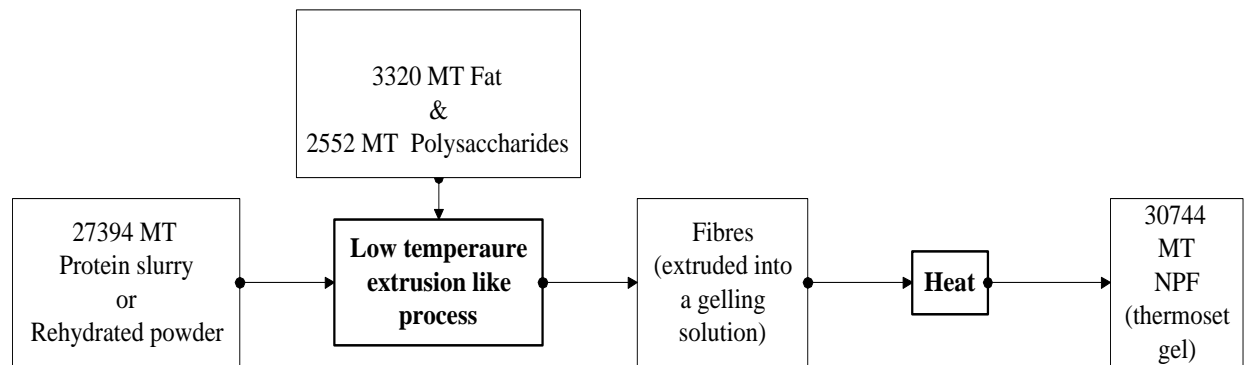 3320 MT Fat
&
2552 MT Polysaccharides
27394 MT
Protein slurry
or
Rehydrated powder
Low temperaure
extrusion like
process
Fibres
(extruded into
a gelling
solution)
Heat
30744
MT
NPF
(thermoset
gel)